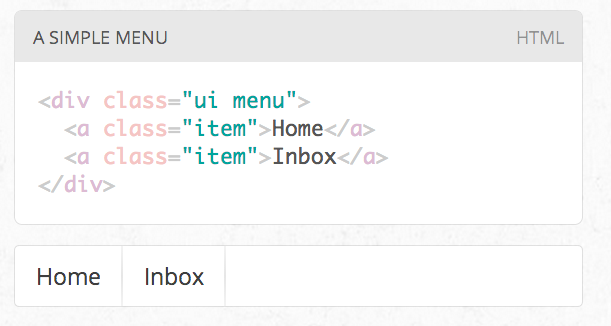 A SIMPLE MENU HTML
<div class="ui menu">
  <a class="item">Home</a>
  <a class="item">Inbox</a>
</div>
Home Inbox